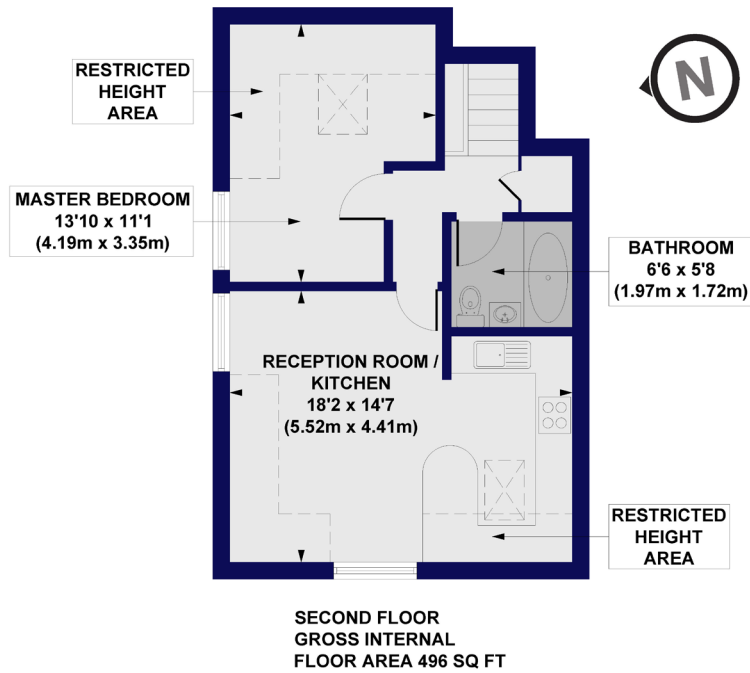 N
RESTRICTED
HEIGHT
AREA
MASTER BEDROOM
13'10 x 11'1
(4.19m x 3.35m)
BATHROOM
6'6 x 5'8
(1.97m x 1.72m)
RECEPTION ROOM /
KITCHEN
18'2 x 14'7
(5.52m x 4.41m)
RESTRICTED
HEIGHT
AREA
SECOND FLOOR
GROSS INTERNAL
FLOOR AREA 496 SQ FT